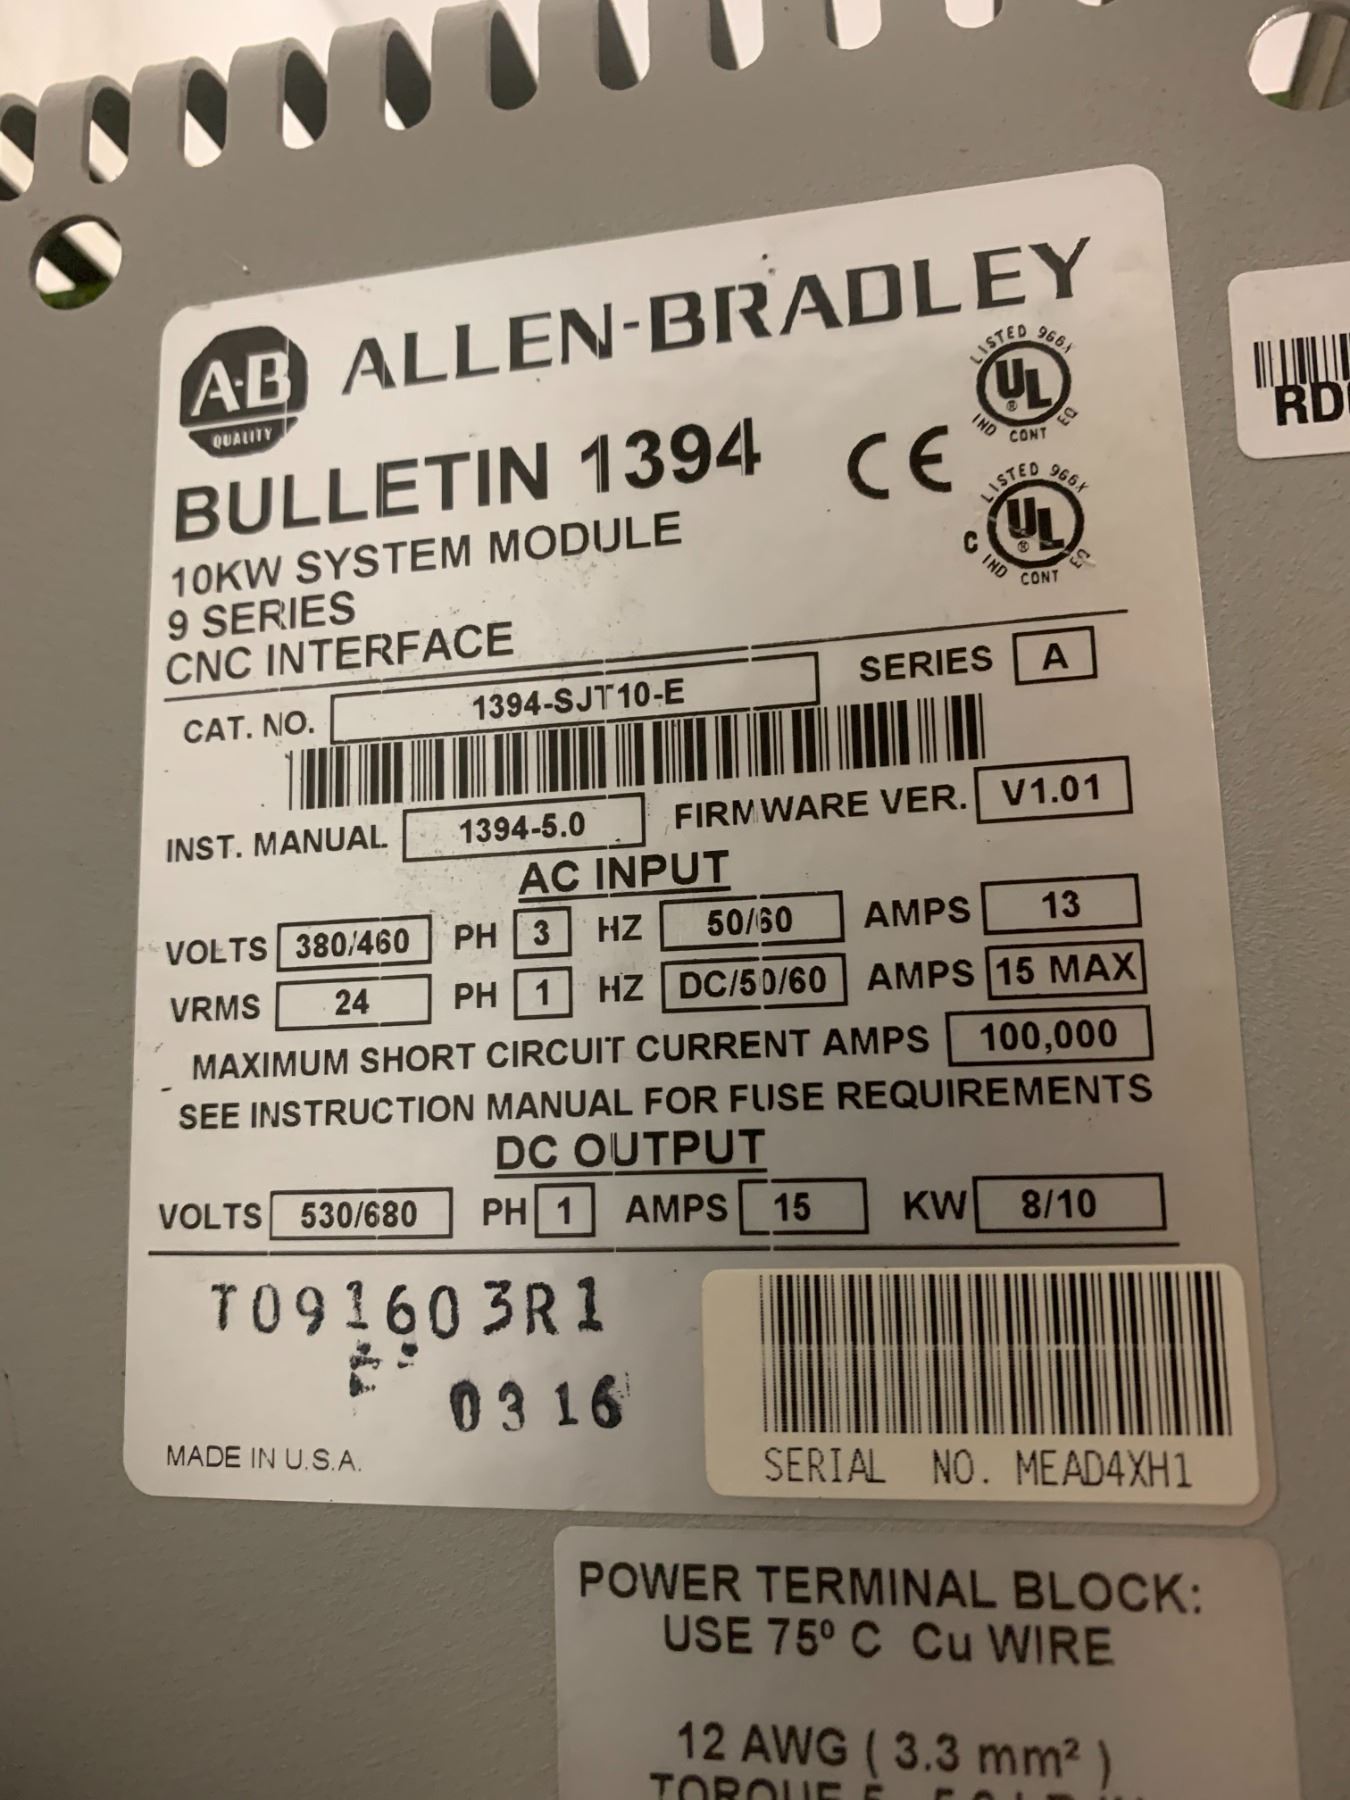 A-B QUALITY ALLEN-BRADLEY
BULLETIN 1394 CE
LISTED 966X UL ® IND CONT EQ
LISTED 966X C UL ® IND CONT EQ
10KW SYSTEM MODULE
9 SERIES
CNC INTERFACE
CAT. NO. 1394-SJT10-E SERIES A
INST. MANUAL 1394-5.0 FIRMWARE VER. V1.01
AC INPUT
VOLTS 380/460 PH 3 HZ 50/60 AMPS 13
VRMS 24 PH 1 HZ DC/50/60 AMPS 15 MAX
MAXIMUM SHORT CIRCUIT CURRENT AMPS 100,000
SEE INSTRUCTION MANUAL FOR FUSE REQUIREMENTS
DC OUTPUT
VOLTS 530/680 PH 1 AMPS 15 KW 8/10
T091603R1
0316
MADE IN U.S.A.
SERIAL NO. MEAD4XH1
POWER TERMINAL BLOCK:
USE 75º C Cu WIRE
12 AWG ( 3.3 mm² )
TORQUE